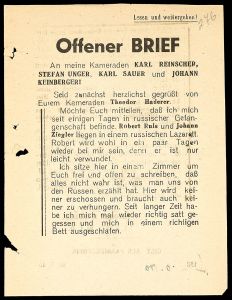 Lesen und weitergeben!
246
Offener BRIEF
An meine Kameraden KARL REINSCHER,
STEFAN UNGER, KARL SAUER und JOHANN
KEINBERGER!
Seid zunächst herzlichst gegrüßt von
Eurem Kameraden Theodor Haderer.
Möchte Euch mitteilen, daß ich mich
seit einigen Tagen in russischer Gefan-
genschaft befinde. Robert Rule und Johann
Ziegler liegen in einem russischen Lazarett.
Robert wird wohl in ein paar Tagen
wieder bei mir sein, denn er ist nur
leicht verwundet.
Ich sitze hier in einem Zimmer um
Euch frei und offen zu schreiben, daß
alles nicht wahr ist, was man uns von
den Russen erzählt hat. Hier wird kei-
ner erschossen und braucht auch kei-
ner zu verhungern. Seit langer Zeit ha-
be ich mich mal wieder richtig satt ge-
gessen und mich in einem richtigen
Bett ausgeschlafen.